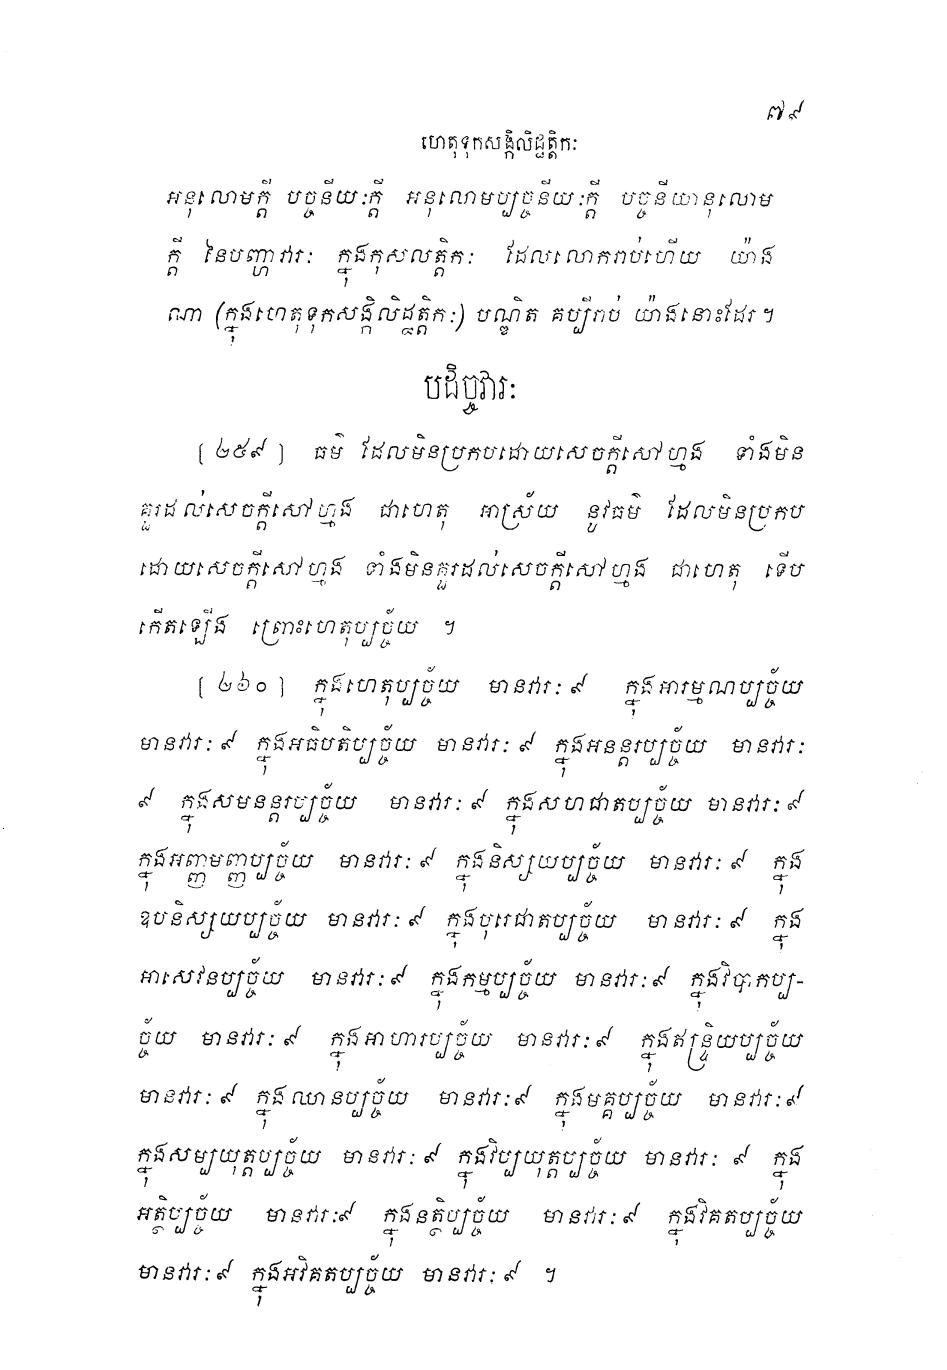 ៧៩
ហេតុទុកសង្កិលិដ្ឋត្តិកៈ
អនុលោមក្តី បច្ចនីយៈក្តី អនុលោមប្បច្ចនីយៈក្តី បច្ចនីយានុលោម
ក្តី នៃបញ្ហាវារៈ ក្នុងកុសលត្តិកៈ ដែលលោករាប់ហើយ យ៉ាង
ណា (ក្នុងហេតុទុកសង្កិលិដ្ឋត្តិកៈ) បណ្ឌិត គប្បីរាប់ យ៉ាងនោះដែរ។
បដិច្ចវារៈ
[២៥៩] ធម៌ ដែលមិនប្រកបដោយសេចក្តីសៅហ្មង ទាំងមិន
គួរដល់សេចក្តីសៅហ្មង ជាហេតុ អាស្រ័យ នូវធម៌ ដែលមិនប្រកប
ដោយសេចក្តីសៅហ្មង ទាំងមិនគួរដល់សេចក្តីសៅហ្មង ជាហេតុ ទើប
កើតឡើង ព្រោះហេតុប្បច្ច័យ ។
[២៦០] ក្នុងហេតុប្បច្ច័យ មានវារៈ៩ ក្នុងអារម្មណប្បច្ច័យ
មានវារៈ៩ ក្នុងអធិបតិប្បច្ច័យ មានវារៈ៩ ក្នុងអនន្តរប្បច្ច័យ មានវារៈ
៩ ក្នុងសមនន្តរប្បច្ច័យ មានវារៈ៩ ក្នុងសហជាតប្បច្ច័យ មានវារៈ៩
ក្នុងអញ្ញមញ្ញប្បច្ច័យ មានវារៈ៩ ក្នុងនិស្សយប្បច្ច័យ មានវារៈ៩ ក្នុង
ឧបនិស្សយប្បច្ច័យ មានវារៈ៩ ក្នុងបុរេជាតប្បច្ច័យ មានវារៈ៩ ក្នុង
អាសេវនប្បច្ច័យ មានវារៈ៩ ក្នុងកម្មប្បច្ច័យ មានវារៈ៩ ក្នុងវិបាកប្ប-
ច្ច័យ មានវារៈ៩ ក្នុងអាហារប្បច្ច័យ មានវារៈ៩ ក្នុងឥន្ទ្រិយប្បច្ច័យ
មានវារៈ៩ ក្នុងឈានប្បច្ច័យ មានវារៈ៩ ក្នុងមគ្គប្បច្ច័យ មានវារៈ៩
ក្នុងសម្បយុត្តប្បច្ច័យ មានវារៈ៩ ក្នុងវិប្បយុត្តប្បច្ច័យ មានវារៈ ៩ ក្នុង
អត្ថិប្បច្ច័យ មានវារៈ៩ ក្នុងនត្ថិប្បច្ច័យ មានវារៈ៩ ក្នុងវិគតប្បច្ច័យ
មានវារៈ៩ ក្នុងអវិគតប្បច្ច័យ មានវារៈ៩ ។